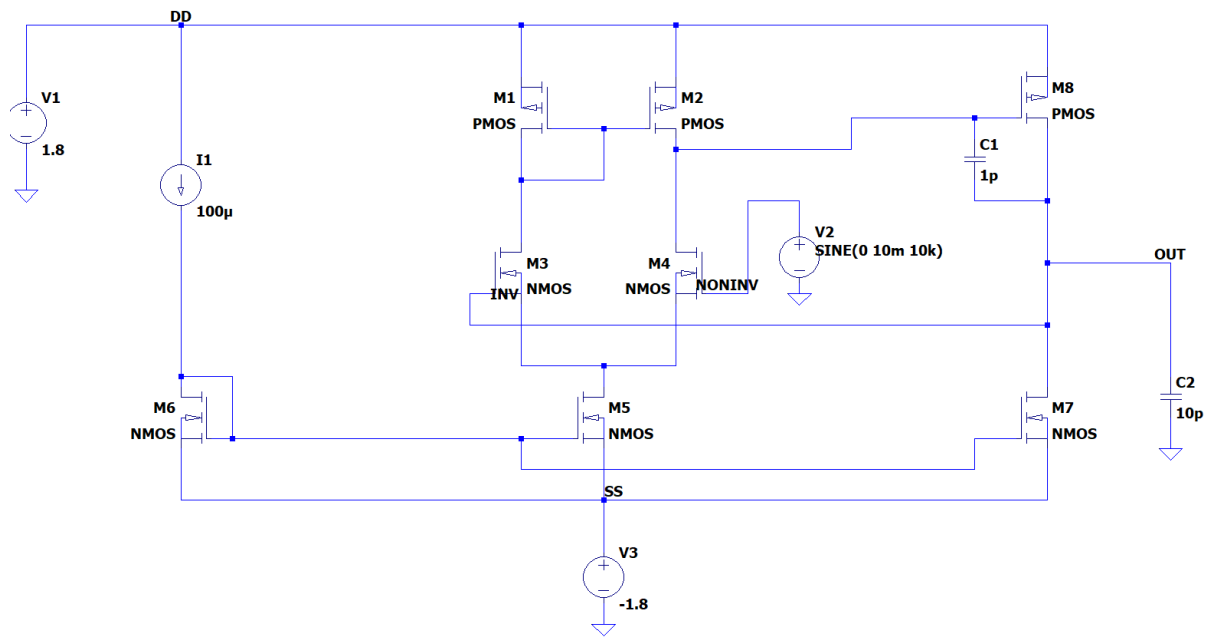 DD
V1
1.8
I1
100µ
M1
PMOS
M2
PMOS
M8
PMOS
C1
1p
M3
NMOS
INV
M4
NMOS
NONINV
V2
SINE(0 10m 10k)
OUT
C2
10p
M6
NMOS
M5
NMOS
M7
NMOS
SS
V3
-1.8